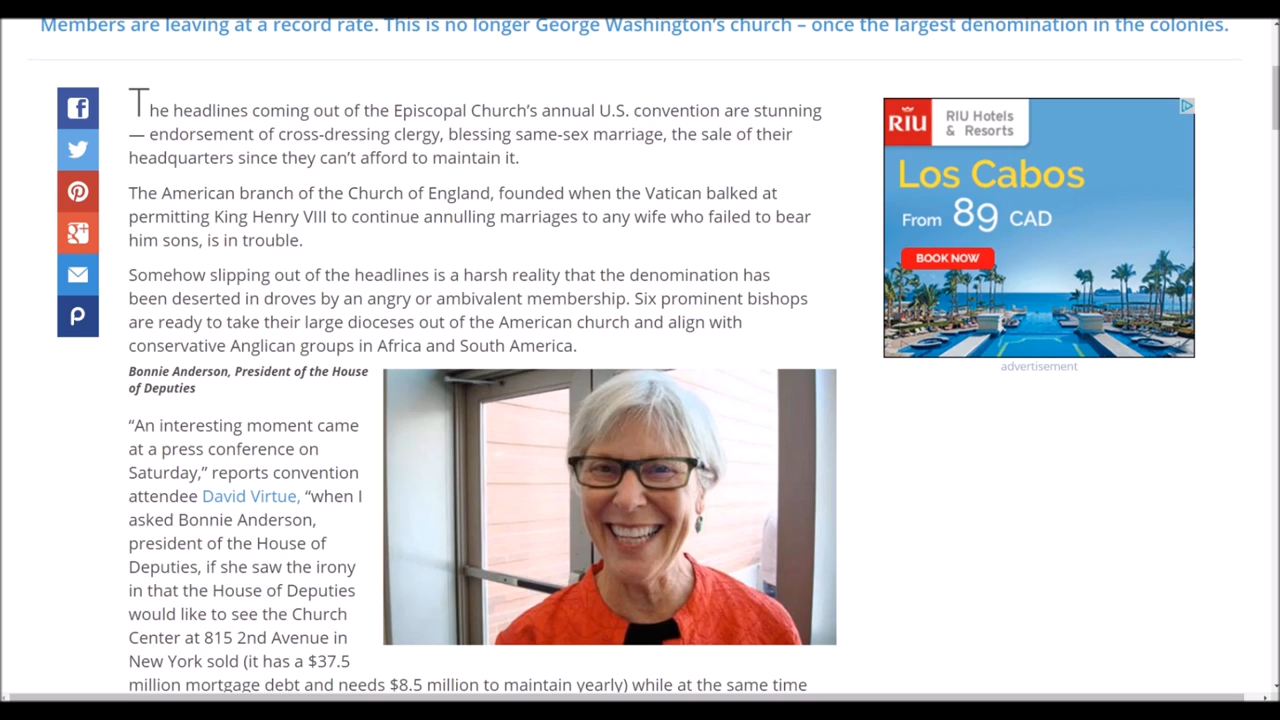 Members are leaving at a record rate. This is no longer George Washington's church – once the largest denomination in the colonies.
The headlines coming out of the Episcopal Church's annual U.S. convention are stunning
— endorsement of cross-dressing clergy, blessing same-sex marriage, the sale of their
headquarters since they can't afford to maintain it.
The American branch of the Church of England, founded when the Vatican balked at
permitting King Henry VIII to continue annulling marriages to any wife who failed to bear
him sons, is in trouble.
Somehow slipping out of the headlines is a harsh reality that the denomination has
been deserted in droves by an angry or ambivalent membership. Six prominent bishops
are ready to take their large dioceses out of the American church and align with
conservative Anglican groups in Africa and South America.
Bonnie Anderson, President of the House
of Deputies
“An interesting moment came
at a press conference on
Saturday,” reports convention
attendee David Virtue, “when I
asked Bonnie Anderson,
president of the House of
Deputies, if she saw the irony
in that the House of Deputies
would like to see the Church
Center at 815 2nd Avenue in
New York sold (it has a $37.5
million mortgage debt and needs $8.5 million to maintain yearly) while at the same time
RIU
RIU Hotels
& Resorts
Los Cabos
From 89 CAD
BOOK NOW
advertisement